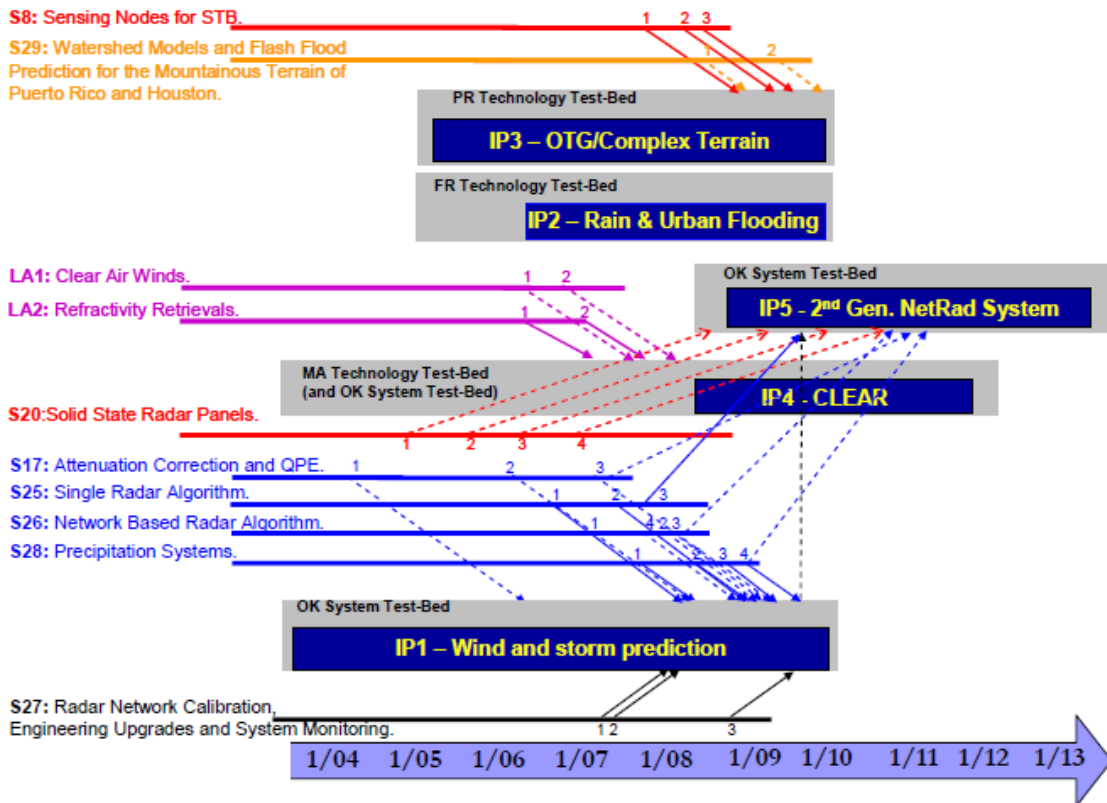 S8: Sensing Nodes for STB.
1 2 3
S29: Watershed Models and Flash Flood
Prediction for the Mountainous Terrain of
Puerto Rico and Houston.
1 2
PR Technology Test-Bed
IP3 – OTG/Complex Terrain
FR Technology Test-Bed
IP2 – Rain & Urban Flooding
LA1: Clear Air Winds.
1 2
LA2: Refractivity Retrievals.
1 2
OK System Test-Bed
IP5 - 2nd Gen. NetRad System
MA Technology Test-Bed
(and OK System Test-Bed)
IP4 - CLEAR
S20:Solid State Radar Panels.
1 2 3 4
S17: Attenuation Correction and QPE.
1 2 3
S25: Single Radar Algorithm.
1 2 3
S26: Network Based Radar Algorithm.
1 4 2 3
S28: Precipitation Systems.
1 2 3 4
OK System Test-Bed
IP1 – Wind and storm prediction
S27: Radar Network Calibration,
Engineering Upgrades and System Monitoring.
1 2 3
1/04 1/05 1/06 1/07 1/08 1/09 1/10 1/11 1/12 1/13